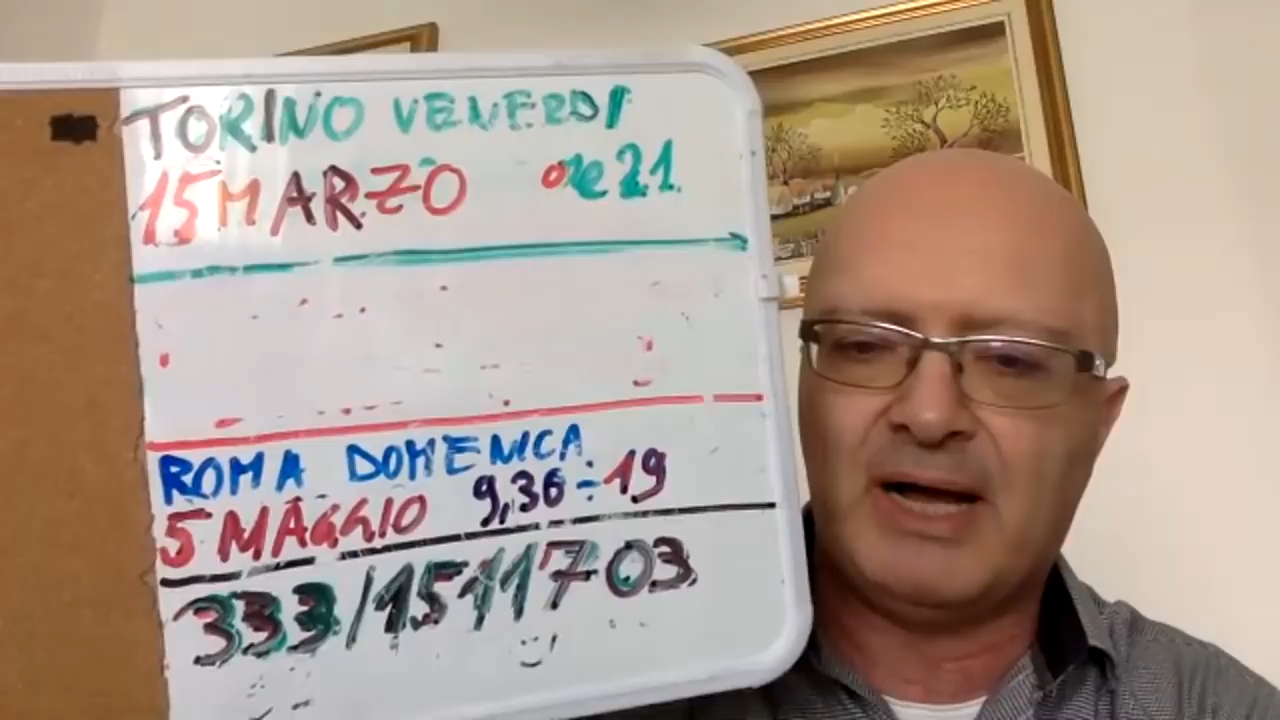 TORINO VENERDI
15 MARZO ore 21.
ROMA DOMENICA
5 MAGGIO 9,30÷19
333/1511703